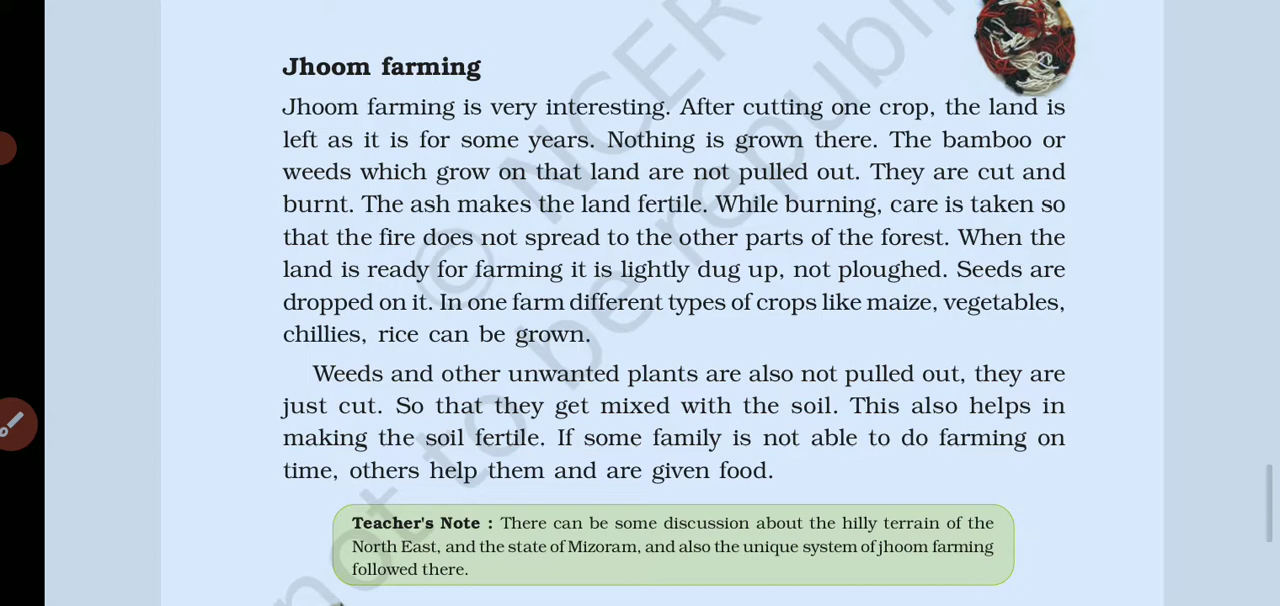 Jhoom farming
Jhoom farming is very interesting. After cutting one crop, the land is
left as it is for some years. Nothing is grown there. The bamboo or
weeds which grow on that land are not pulled out. They are cut and
burnt. The ash makes the land fertile. While burning, care is taken so
that the fire does not spread to the other parts of the forest. When the
land is ready for farming it is lightly dug up, not ploughed. Seeds are
dropped on it. In one farm different types of crops like maize, vegetables,
chillies, rice can be grown.
Weeds and other unwanted plants are also not pulled out, they are
just cut. So that they get mixed with the soil. This also helps in
making the soil fertile. If some family is not able to do farming on
time, others help them and are given food.
Teacher's Note : There can be some discussion about the hilly terrain of the
North East, and the state of Mizoram, and also the unique system of jhoom farming
followed there.
© NCER
not to be republi